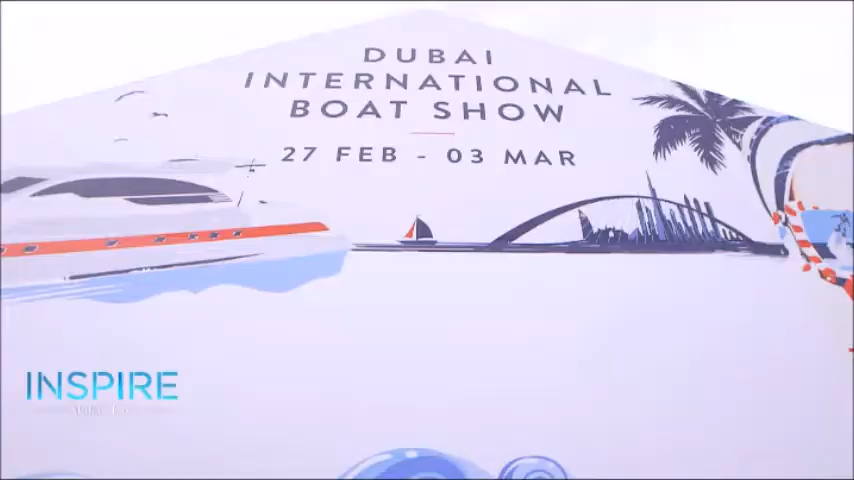 DUBAI
INTERNATIONAL
BOAT SHOW
27 FEB - 03 MAR
INSPIRE